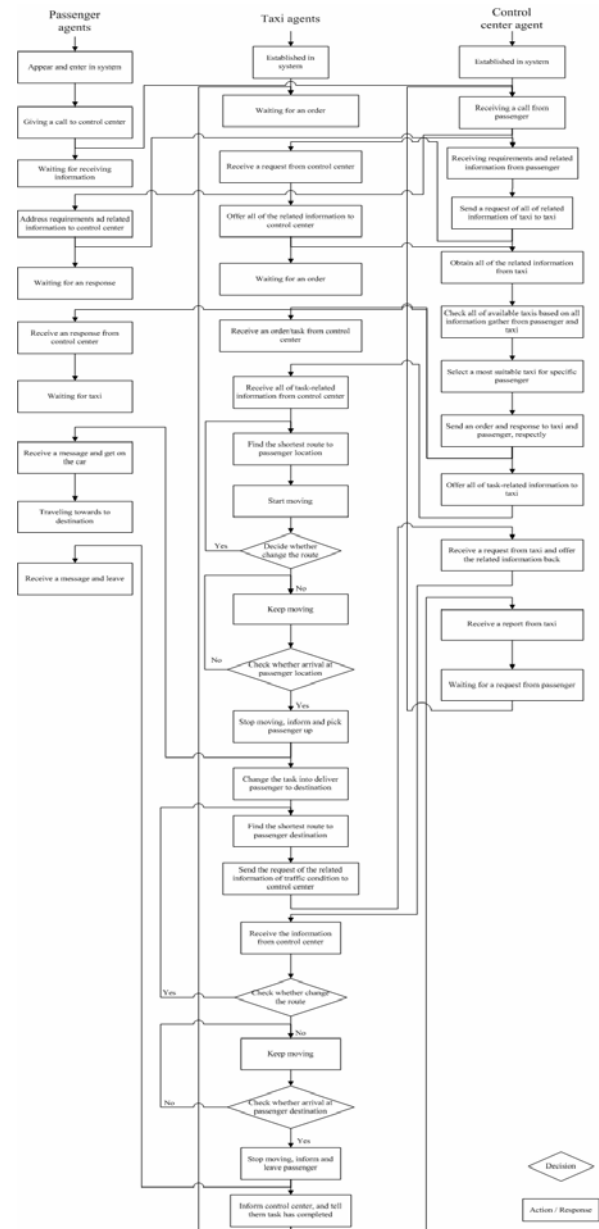 Passenger
agents
Taxi agents
Control
center agent
Appear and enter in system
Giving a call to control center
Waiting for receiving
information
Address requirements ad related
information to control center
Waiting for an response
Receive an response from
control center
Waiting for taxi
Receive a message and get on
the car
Traveling towards to
destination
Receive a message and leave
Established in
system
Waiting for an order
Receive a request from control center
Offer all of the related information to
control center
Waiting for an order
Receive an order/task from control
center
Receive all of task-related
information from control center
Find the shortest route to
passenger location
Start moving
Decide whether
change the route
Yes
No
Keep moving
Check whether arrival at
passenger location
No
Yes
Stop moving, inform and pick
passenger up
Change the task into deliver
passenger to destination
Find the shortest route to
passenger destination
Send the request of the related
information of traffic condition to
control center
Receive the information
from control center
Check whether change
the route
Yes
No
Keep moving
Check whether arrival at
passenger destination
No
Yes
Stop moving, inform and
leave passenger
Inform control center, and tell
them task has completed
Established in system
Receiving a call from
passenger
Receiving requirements and related
information from passenger
Send a request of all of related
information of taxi to taxi
Obtain all of the related information
from taxi
Check all of available taxis based on all
information gather from passenger and
taxi
Select a most suitable taxi for specific
passenger
Send an order and response to taxi and
passenger, respectly
Offer all of task-related information to
taxi
Receive a request from taxi and offer
the related information back
Receive a report from taxi
Waiting for a request from passenger
Decision
Action / Response